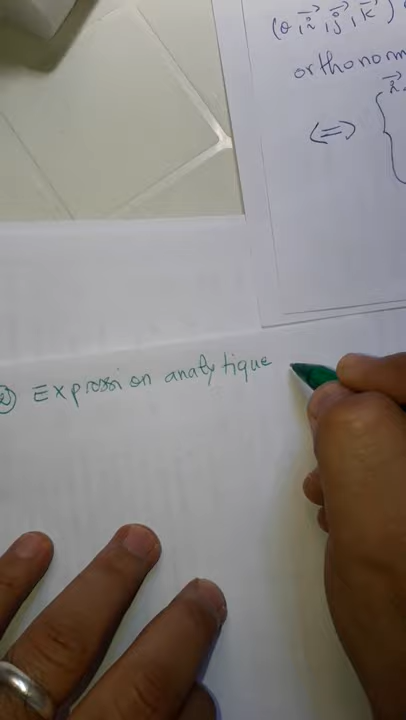 (o, i, j, k)
orthonorm
<=> {
② Expression analytique